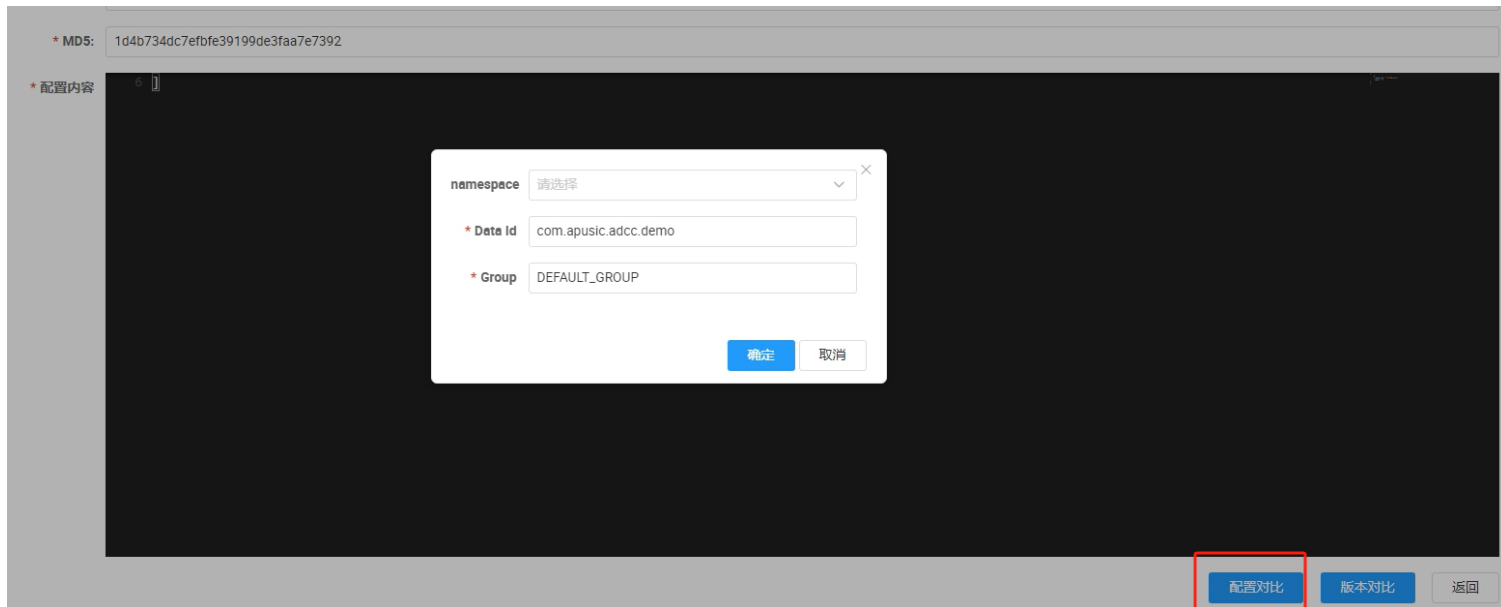 * MD5: 1d4b734dc7efbfe39199de3faa7e7392
* 配置内容
6 ]
namespace 请选择
* Data Id com.apusic.adcc.demo
* Group DEFAULT_GROUP
确定 取消
配置对比 版本对比 返回